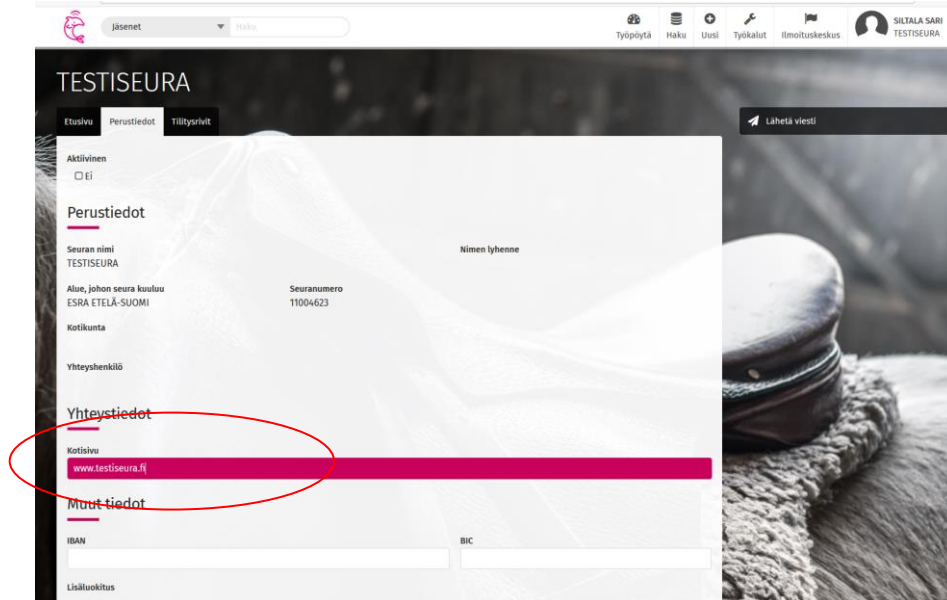 Jäsenet Haku
Työpöytä Haku Uusi Työkalut Ilmoituskeskus
SILTALA SARI
TESTISEURA
TESTISEURA
Etusivu Perustiedot Tilitysrivit
Lähetä viesti
Aktiivinen
Ei
Perustiedot
Seuran nimi Nimen lyhenne
TESTISEURA
Alue, johon seura kuuluu Seuranumero
ESRA ETELÄ-SUOMI 11004623
Kotikunta
Yhteyshenkilö
Yhteystiedot
Kotisivu
www.testiseura.fi
Muut tiedot
IBAN BIC
Lisäluokitus